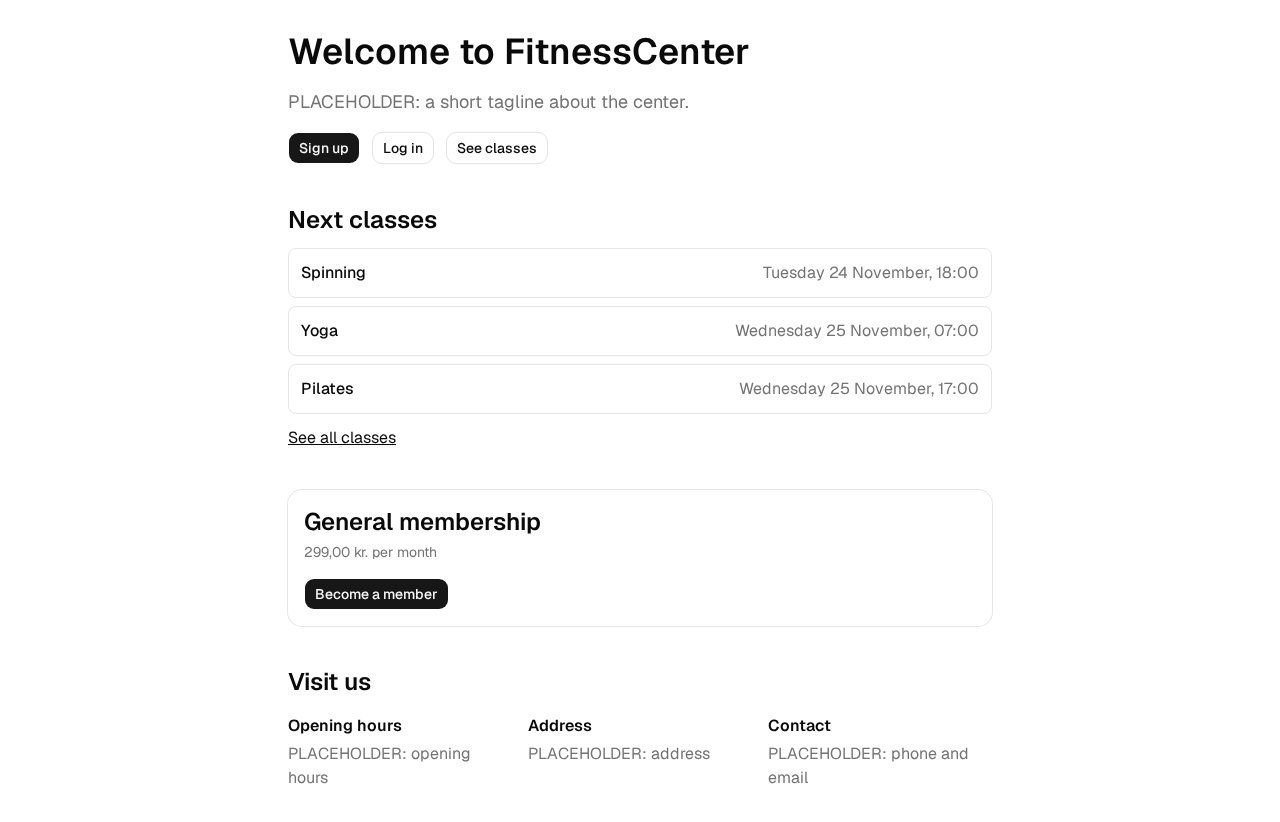 Welcome to FitnessCenter
PLACEHOLDER: a short tagline about the center.
Sign up
Log in
See classes
Next classes
Spinning
Tuesday 24 November, 18:00
Yoga
Wednesday 25 November, 07:00
Pilates
Wednesday 25 November, 17:00
See all classes
General membership
299,00 kr. per month
Become a member
Visit us
Opening hours
PLACEHOLDER: opening
hours
Address
PLACEHOLDER: address
Contact
PLACEHOLDER: phone and
email